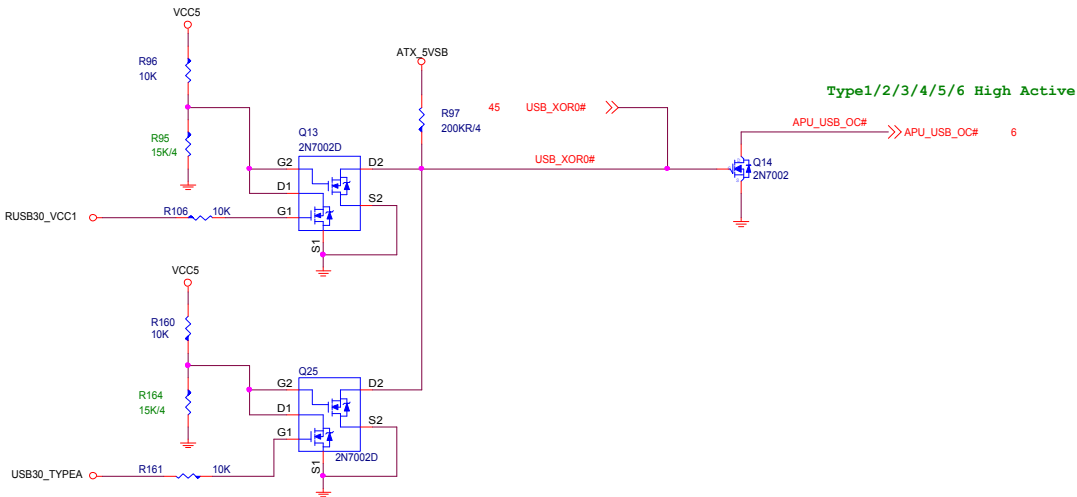 VCC5
R96
10K
R95
15K/4
ATX_5VSB
R97
200KR/4
45 USB_XOR0#
Type1/2/3/4/5/6 High Active
APU_USB_OC#
APU_USB_OC# 6
Q13
2N7002D
G2
D2
D1
S2
G1
S1
USB_XOR0#
Q14
2N7002
RUSB30_VCC1
R106 10K
VCC5
R160
10K
R164
15K/4
Q25
G2
D2
D1
S2
G1
S1
2N7002D
USB30_TYPEA
R161 10K